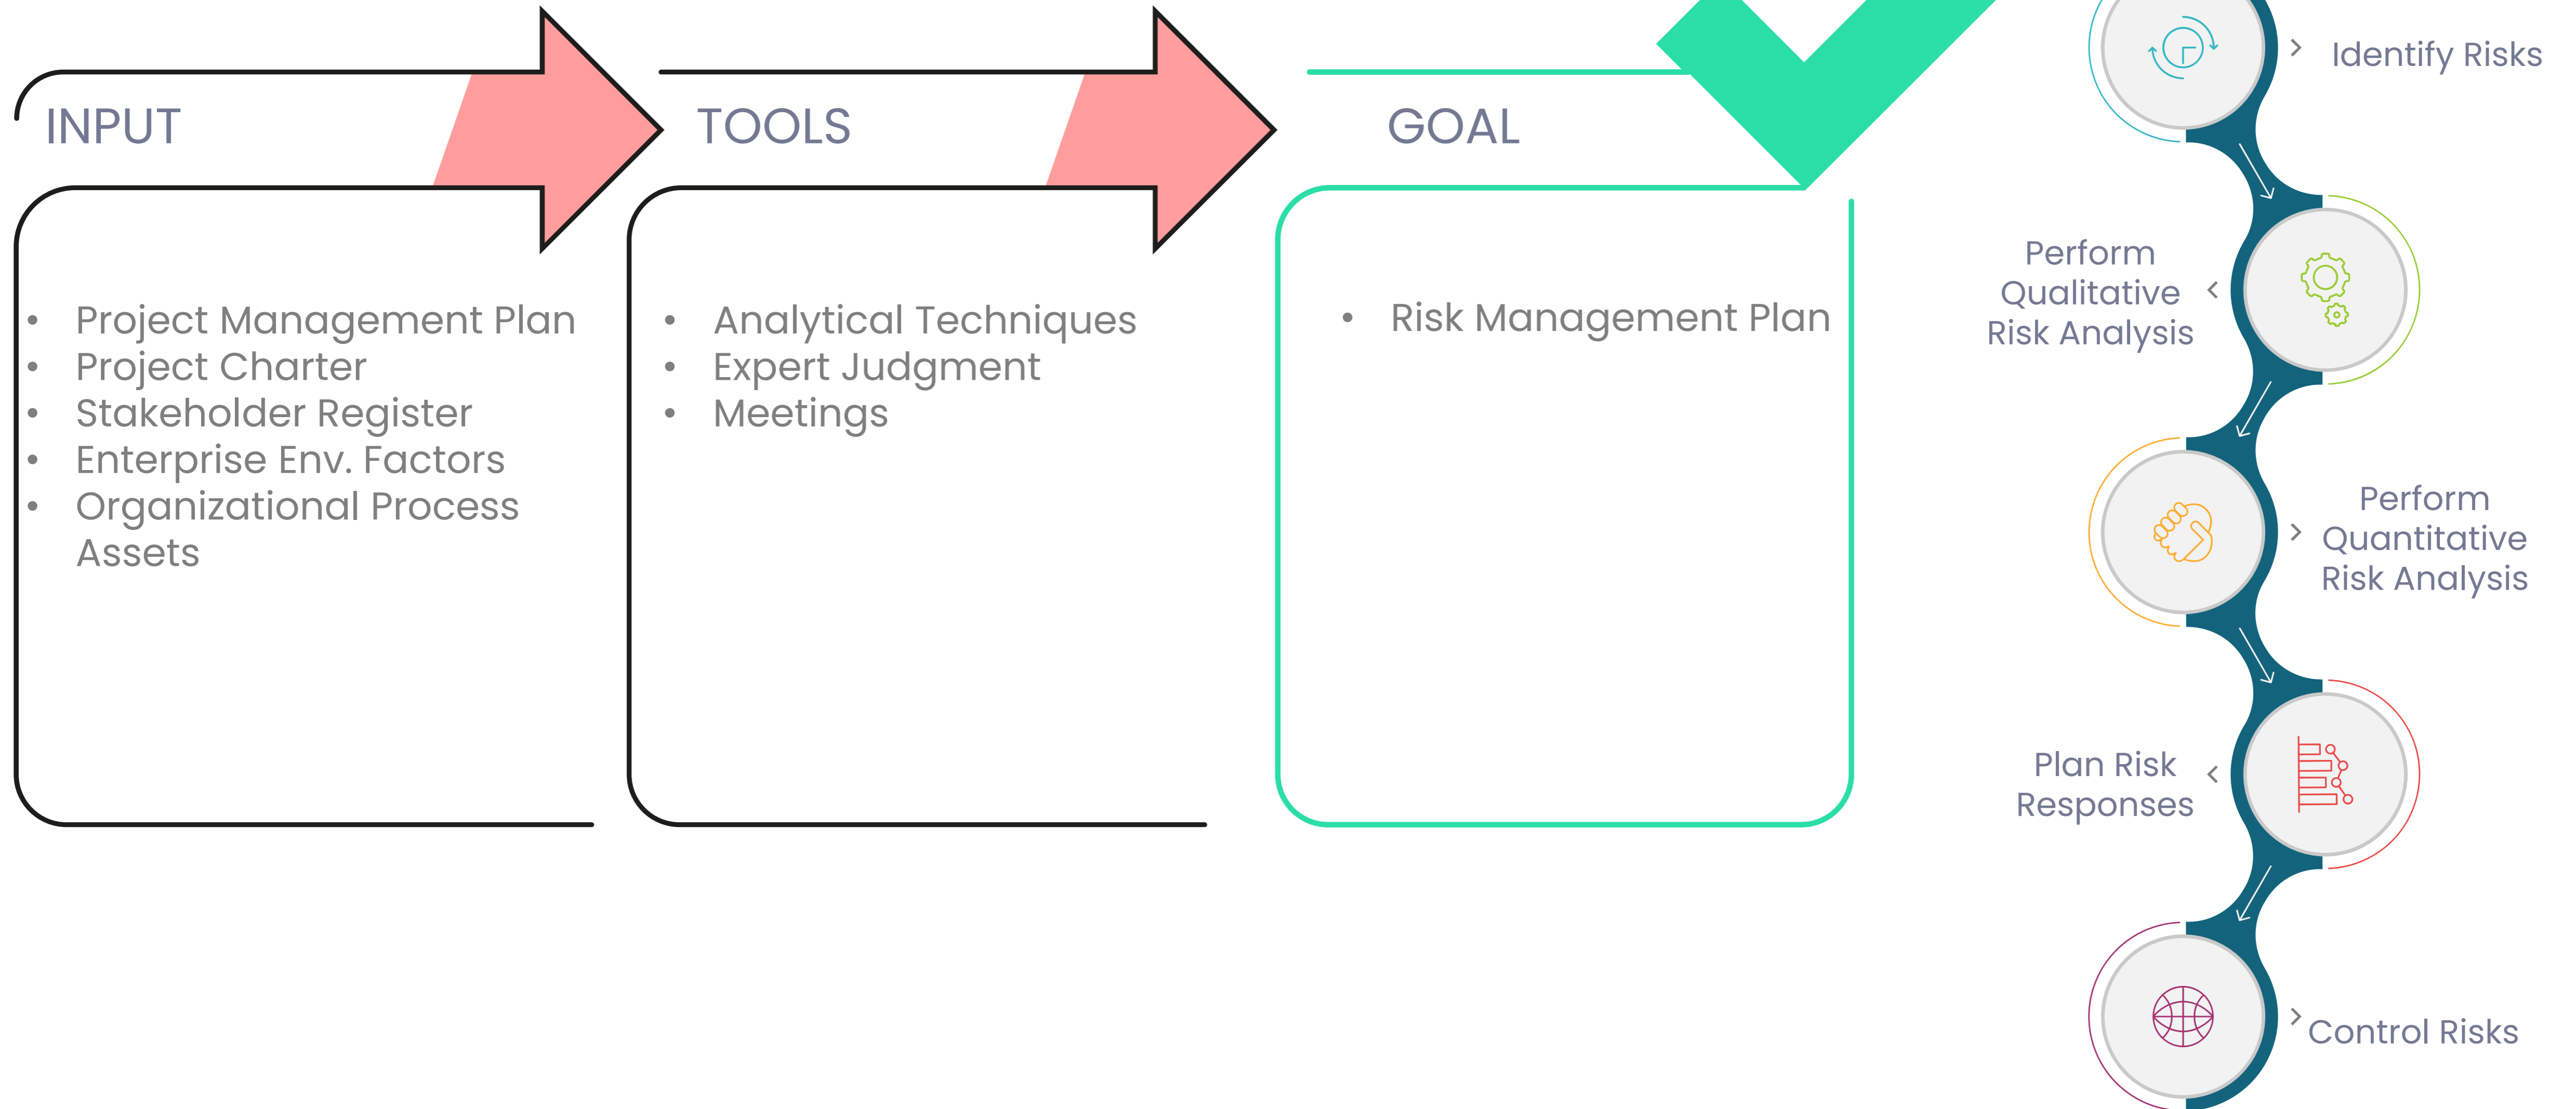 INPUT
Project Management Plan
Project Charter
Stakeholder Register
Enterprise Env. Factors
Organizational Process
Assets
TOOLS
Analytical Techniques
Expert Judgment
Meetings
GOAL
Risk Management Plan
Identify Risks
Perform
Qualitative
Risk Analysis
Perform
Quantitative
Risk Analysis
Plan Risk
Responses
Control Risks